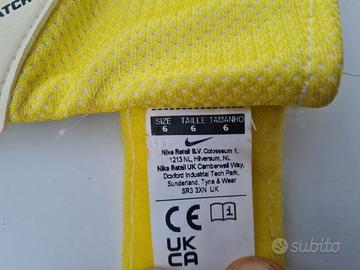 ATCH
SIZE TAILLE TAMANHO
6 6 6
Nike Retail B.V. Colosseum 1,
1213 NL, Hilversum, NL
Nike Retail UK Camberwell Way,
Doxford Industrial Tech Park,
Sunderland, Tyne & Wear
SR3 3XN UK
CE
UK
CA
subito